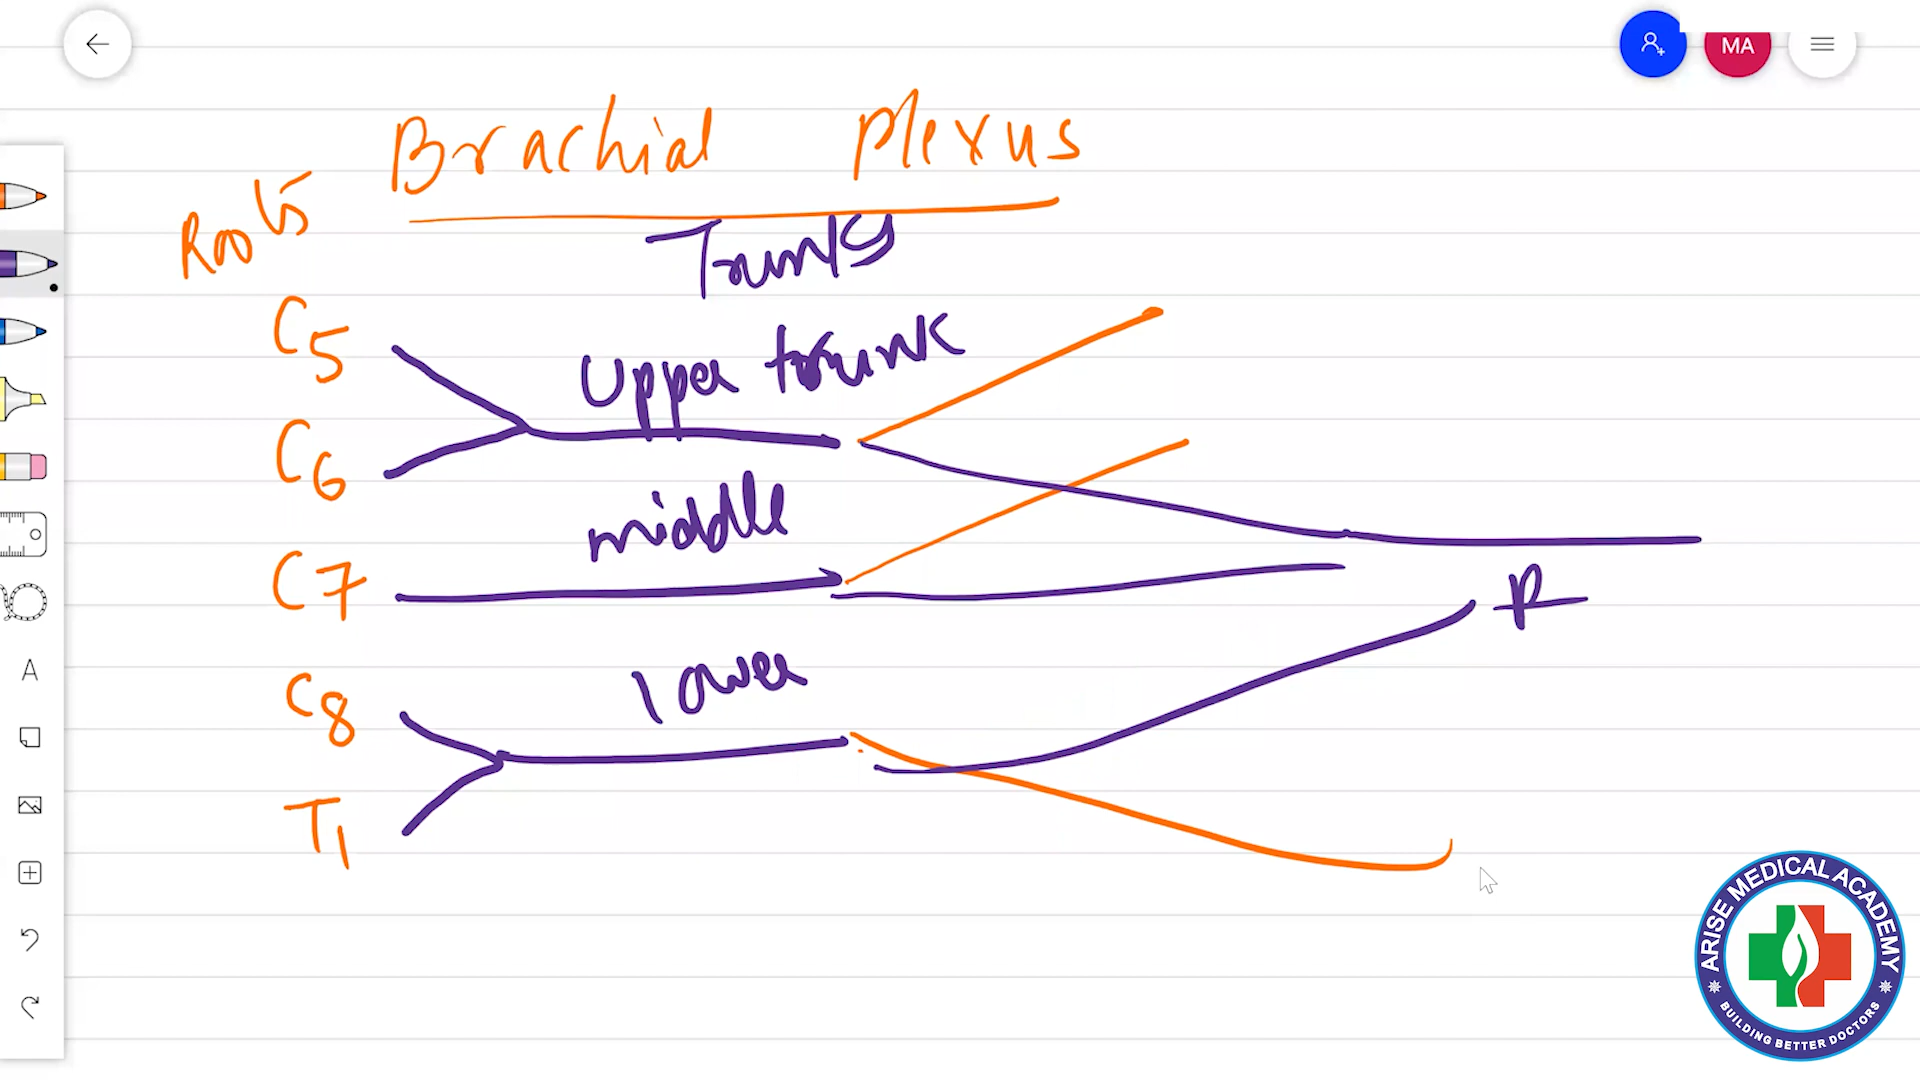 MA
Brachial Plexus
Roots
Trunks
C5
Upper trunk
C6
middle
C7
P
lower
C8
T1
A
ARISE MEDICAL ACADEMY
BUILDING BETTER DOCTORS